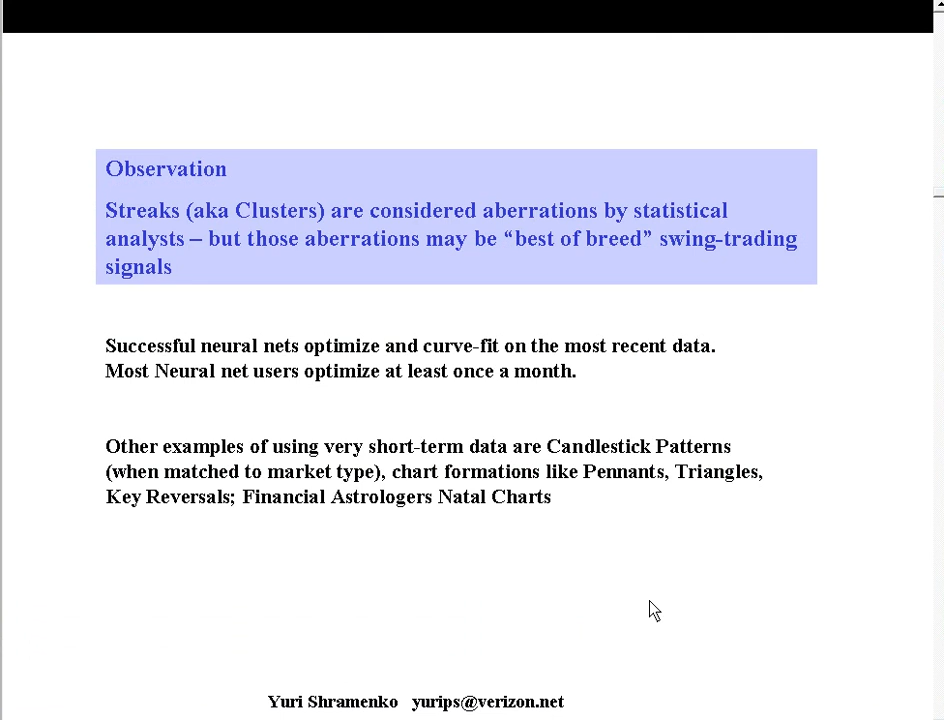 Observation
Streaks (aka Clusters) are considered aberrations by statistical
analysts – but those aberrations may be “best of breed” swing-trading
signals
Successful neural nets optimize and curve-fit on the most recent data.
Most Neural net users optimize at least once a month.
Other examples of using very short-term data are Candlestick Patterns
(when matched to market type), chart formations like Pennants, Triangles,
Key Reversals; Financial Astrologers Natal Charts
Yuri Shramenko yurips@verizon.net